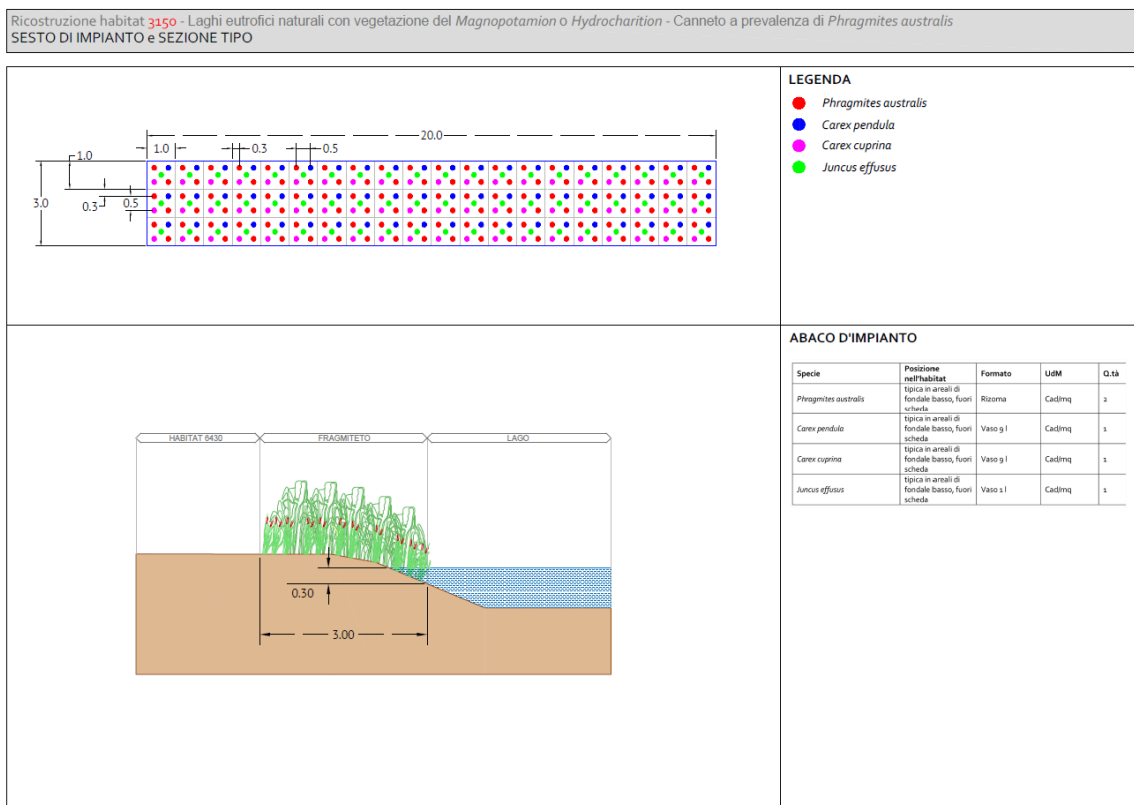 Ricostruzione habitat 3150 - Laghi eutrofici naturali con vegetazione del Magnopotamion o Hydrocharition - Canneto a prevalenza di Phragmites australis
SESTO DI IMPIANTO e SEZIONE TIPO
20.0
1.0
0.3
0.5
1.0
3.0
0.3
0.5
LEGENDA
Phragmites australis
Carex pendula
Carex cuprina
Juncus effusus
HABITAT 6430
FRAGMITETO
LAGO
0.30
3.00
ABACO D'IMPIANTO
Specie
Posizione
nell'habitat
Formato
UdM
Q.tà
Phragmites australis
tipica in areali di
fondale basso, fuori
scheda
Rizoma
Cad/mq
2
Carex pendula
tipica in areali di
fondale basso, fuori
scheda
Vaso 9 l
Cad/mq
1
Carex cuprina
tipica in areali di
fondale basso, fuori
scheda
Vaso 9 l
Cad/mq
1
Juncus effusus
tipica in areali di
fondale basso, fuori
scheda
Vaso 1 l
Cad/mq
1